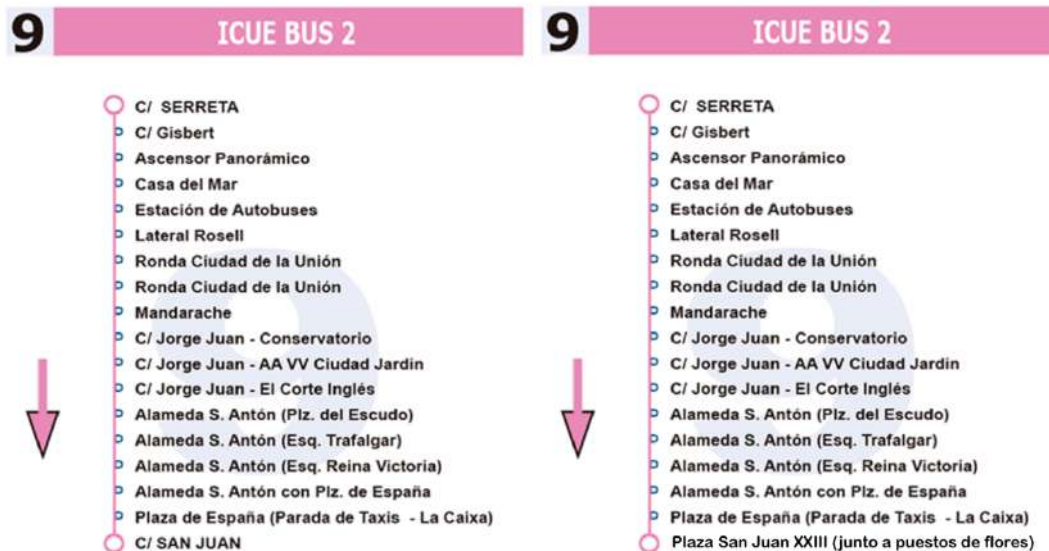 9 ICUE BUS 2
C/ SERRETA
C/ Gisbert
Ascensor Panorámico
Casa del Mar
Estación de Autobuses
Lateral Rosell
Ronda Ciudad de la Unión
Ronda Ciudad de la Unión
Mandarache
C/ Jorge Juan - Conservatorio
C/ Jorge Juan - AA VV Ciudad Jardín
C/ Jorge Juan - El Corte Inglés
Alameda S. Antón (Plz. del Escudo)
Alameda S. Antón (Esq. Trafalgar)
Alameda S. Antón (Esq. Reina Victoria)
Alameda S. Antón con Plz. de España
Plaza de España (Parada de Taxis - La Caixa)
C/ SAN JUAN
9
9 ICUE BUS 2
C/ SERRETA
C/ Gisbert
Ascensor Panorámico
Casa del Mar
Estación de Autobuses
Lateral Rosell
Ronda Ciudad de la Unión
Ronda Ciudad de la Unión
Mandarache
C/ Jorge Juan - Conservatorio
C/ Jorge Juan - AA VV Ciudad Jardín
C/ Jorge Juan - El Corte Inglés
Alameda S. Antón (Plz. del Escudo)
Alameda S. Antón (Esq. Trafalgar)
Alameda S. Antón (Esq. Reina Victoria)
Alameda S. Antón con Plz. de España
Plaza de España (Parada de Taxis - La Caixa)
Plaza San Juan XXIII (junto a puestos de flores)
9